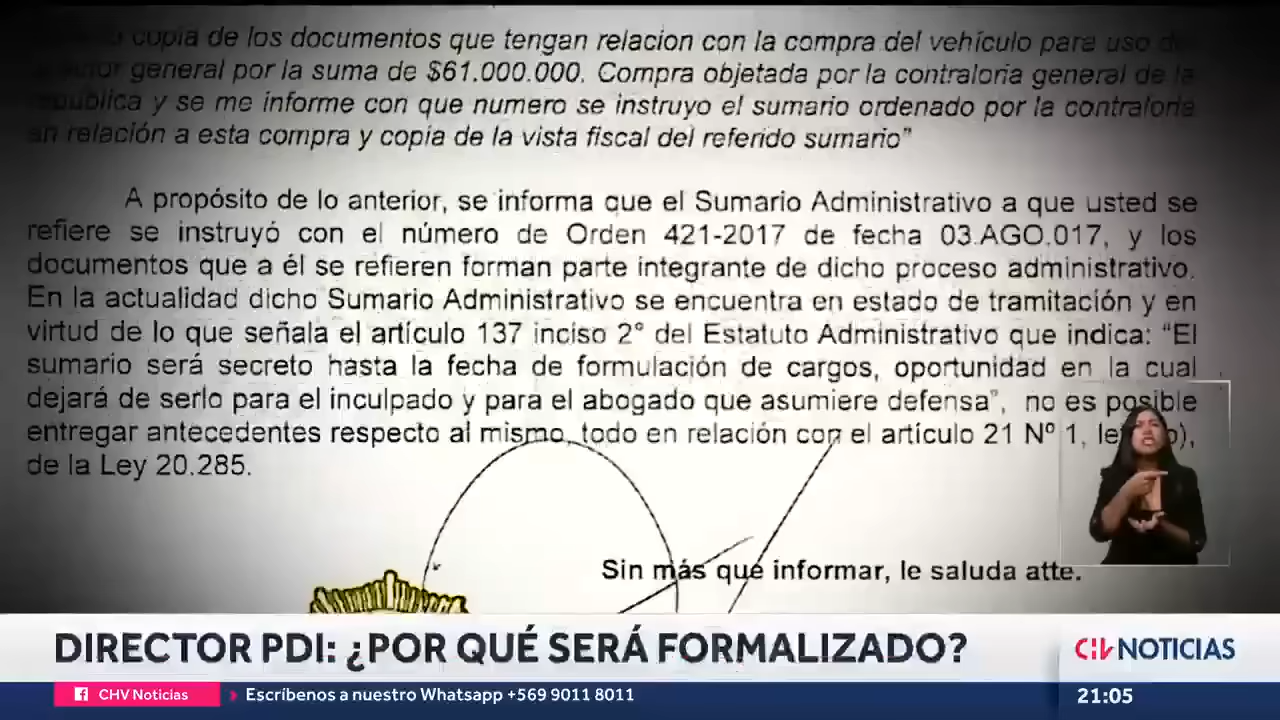 copia de los documentos que tengan relacion con la compra del vehículo para uso
general por la suma de $61.000.000. Compra objetada por la contraloria general de la
republica y se me informe con que numero se instruyo el sumario ordenado por la contraloria
en relación a esta compra y copia de la vista fiscal del referido sumario"
A propósito de lo anterior, se informa que el Sumario Administrativo a que usted se
refiere se instruyó con el número de Orden 421-2017 de fecha 03.AGO.017, y los
documentos que a él se refieren forman parte integrante de dicho proceso administrativo.
En la actualidad dicho Sumario Administrativo se encuentra en estado de tramitación y en
virtud de lo que señala el artículo 137 inciso 2° del Estatuto Administrativo que indica: "El
sumario será secreto hasta la fecha de formulación de cargos, oportunidad en la cual
dejará de serlo para el inculpado y para el abogado que asumiere defensa", no es posible
entregar antecedentes respecto al mismo, todo en relación con el artículo 21 Nº 1,
de la Ley 20.285.
Sin más que informar, le saluda atte.
DIRECTOR PDI: ¿POR QUÉ SERÁ FORMALIZADO?
CHV NOTICIAS
CHV Noticias
Escríbenos a nuestro Whatsapp +569 9011 8011
21:05